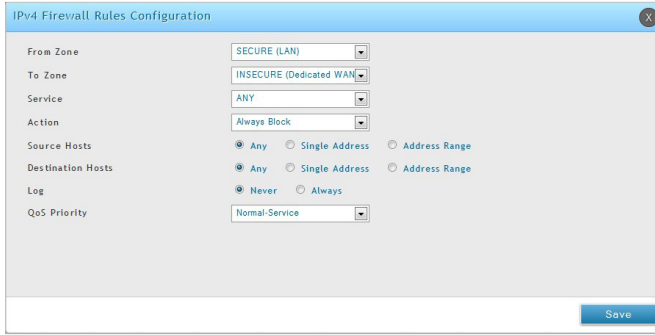 IPv4 Firewall Rules Configuration
X
From Zone SECURE (LAN)
To Zone INSECURE (Dedicated WAN
Service ANY
Action Always Block
Source Hosts Any Single Address Address Range
Destination Hosts Any Single Address Address Range
Log Never Always
QoS Priority Normal-Service
Save